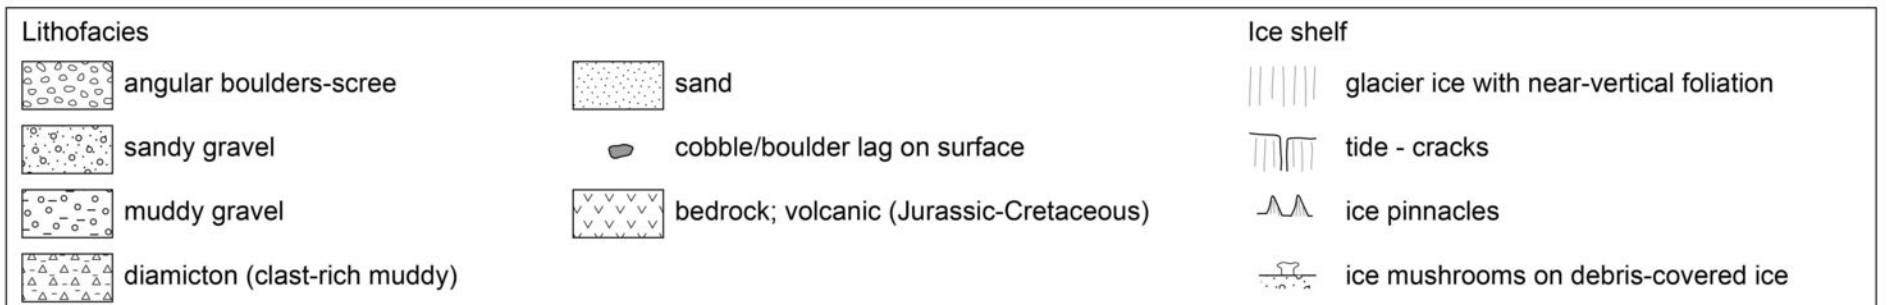 Lithofacies
angular boulders-scree
sandy gravel
muddy gravel
diamicton (clast-rich muddy)
sand
cobble/boulder lag on surface
bedrock; volcanic (Jurassic-Cretaceous)
Ice shelf
glacier ice with near-vertical foliation
tide - cracks
ice pinnacles
ice mushrooms on debris-covered ice